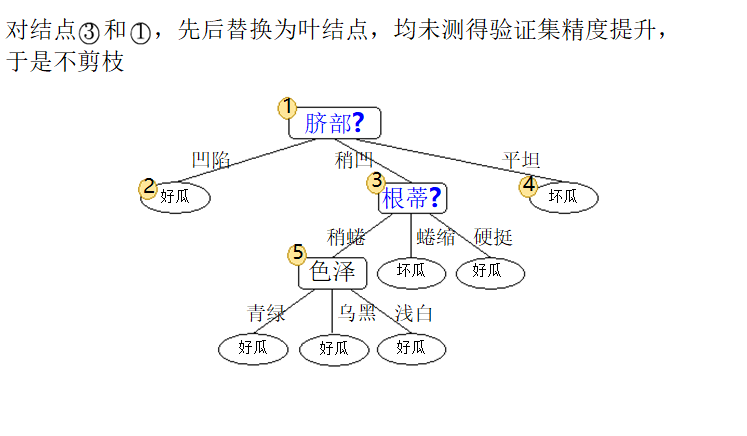 对结点③和①，先后替换为叶结点，均未测得验证集精度提升，
于是不剪枝
1
脐部?
凹陷 稍凹 平坦
2 好瓜 3 根蒂? 4 坏瓜
稍蜷 蜷缩 硬挺
5 色泽 坏瓜 好瓜
青绿 乌黑 浅白
好瓜 好瓜 好瓜